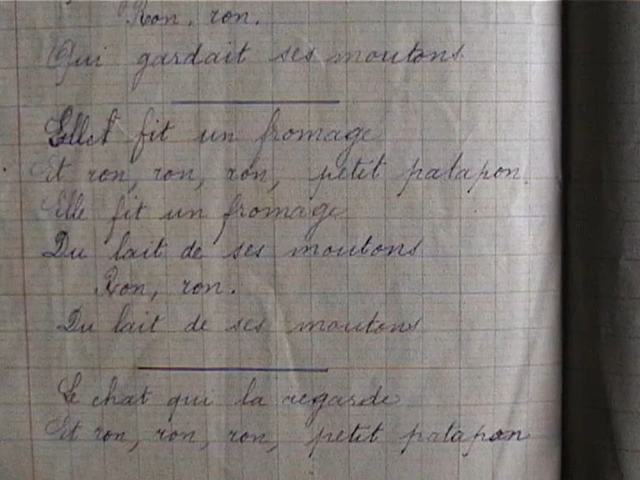 Ron, ron.
Qui gardait ses moutons
Elle fit un fromage
Et ron, ron, ron, petit patapon.
Elle fit un fromage
Du lait de ses moutons
Ron, ron.
Du lait de ses moutons
Le chat qui la regarde
Et ron, ron, ron, petit patapon